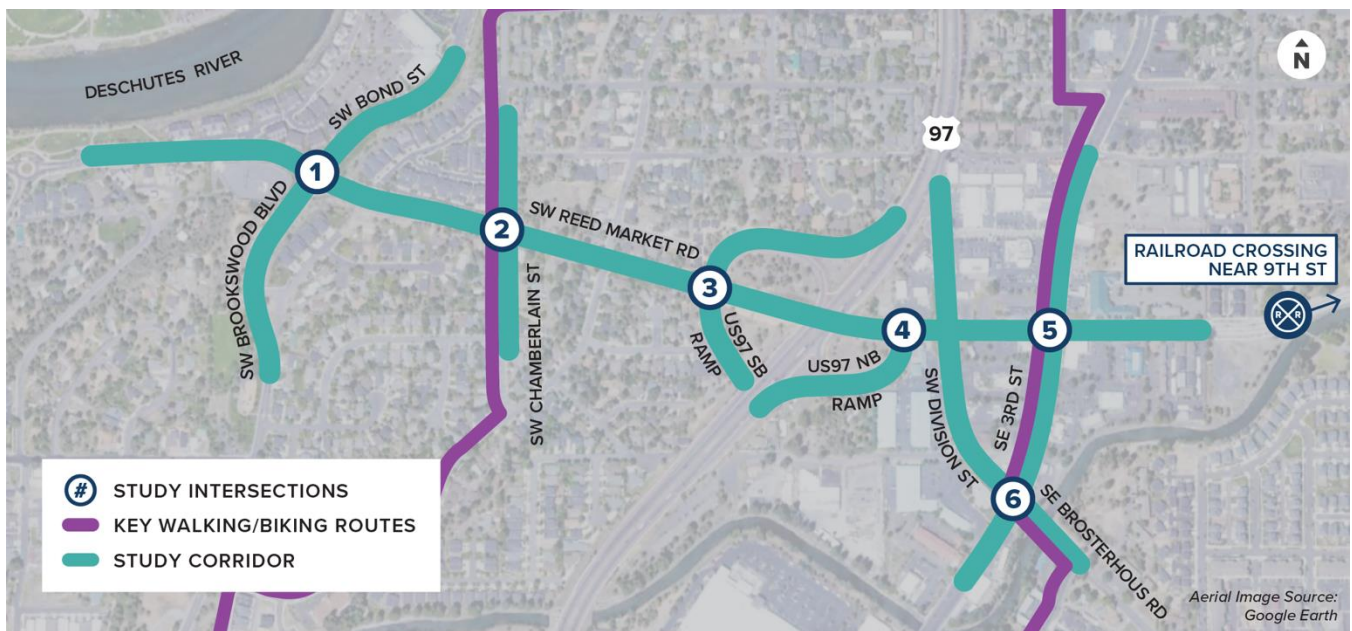 DESCHUTES RIVER
SW BOND ST
N
97
1
SW BROOKSWOOD BLVD
2
SW REED MARKET RD
SW CHAMBERLAIN ST
3
US97 SB
RAMP
4
US97 NB
RAMP
5
RAILROAD CROSSING
NEAR 9TH ST
R R
SW DIVISION ST
SE 3RD ST
6
SE BROSTERHOUS RD
# STUDY INTERSECTIONS
KEY WALKING/BIKING ROUTES
STUDY CORRIDOR
Aerial Image Source:
Google Earth